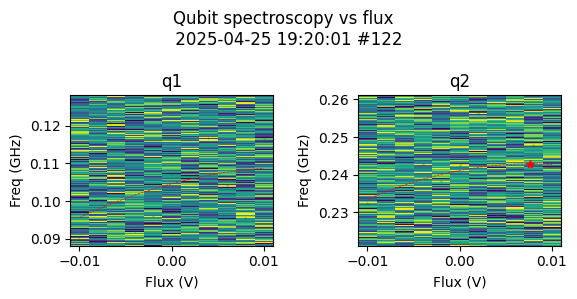 Qubit spectroscopy vs flux
2025-04-25 19:20:01 #122
q1
q2
Freq (GHz)
0.12
0.11
0.10
0.09
−0.01
0.00
0.01
Flux (V)
Freq (GHz)
0.26
0.25
0.24
0.23
−0.01
0.00
0.01
Flux (V)